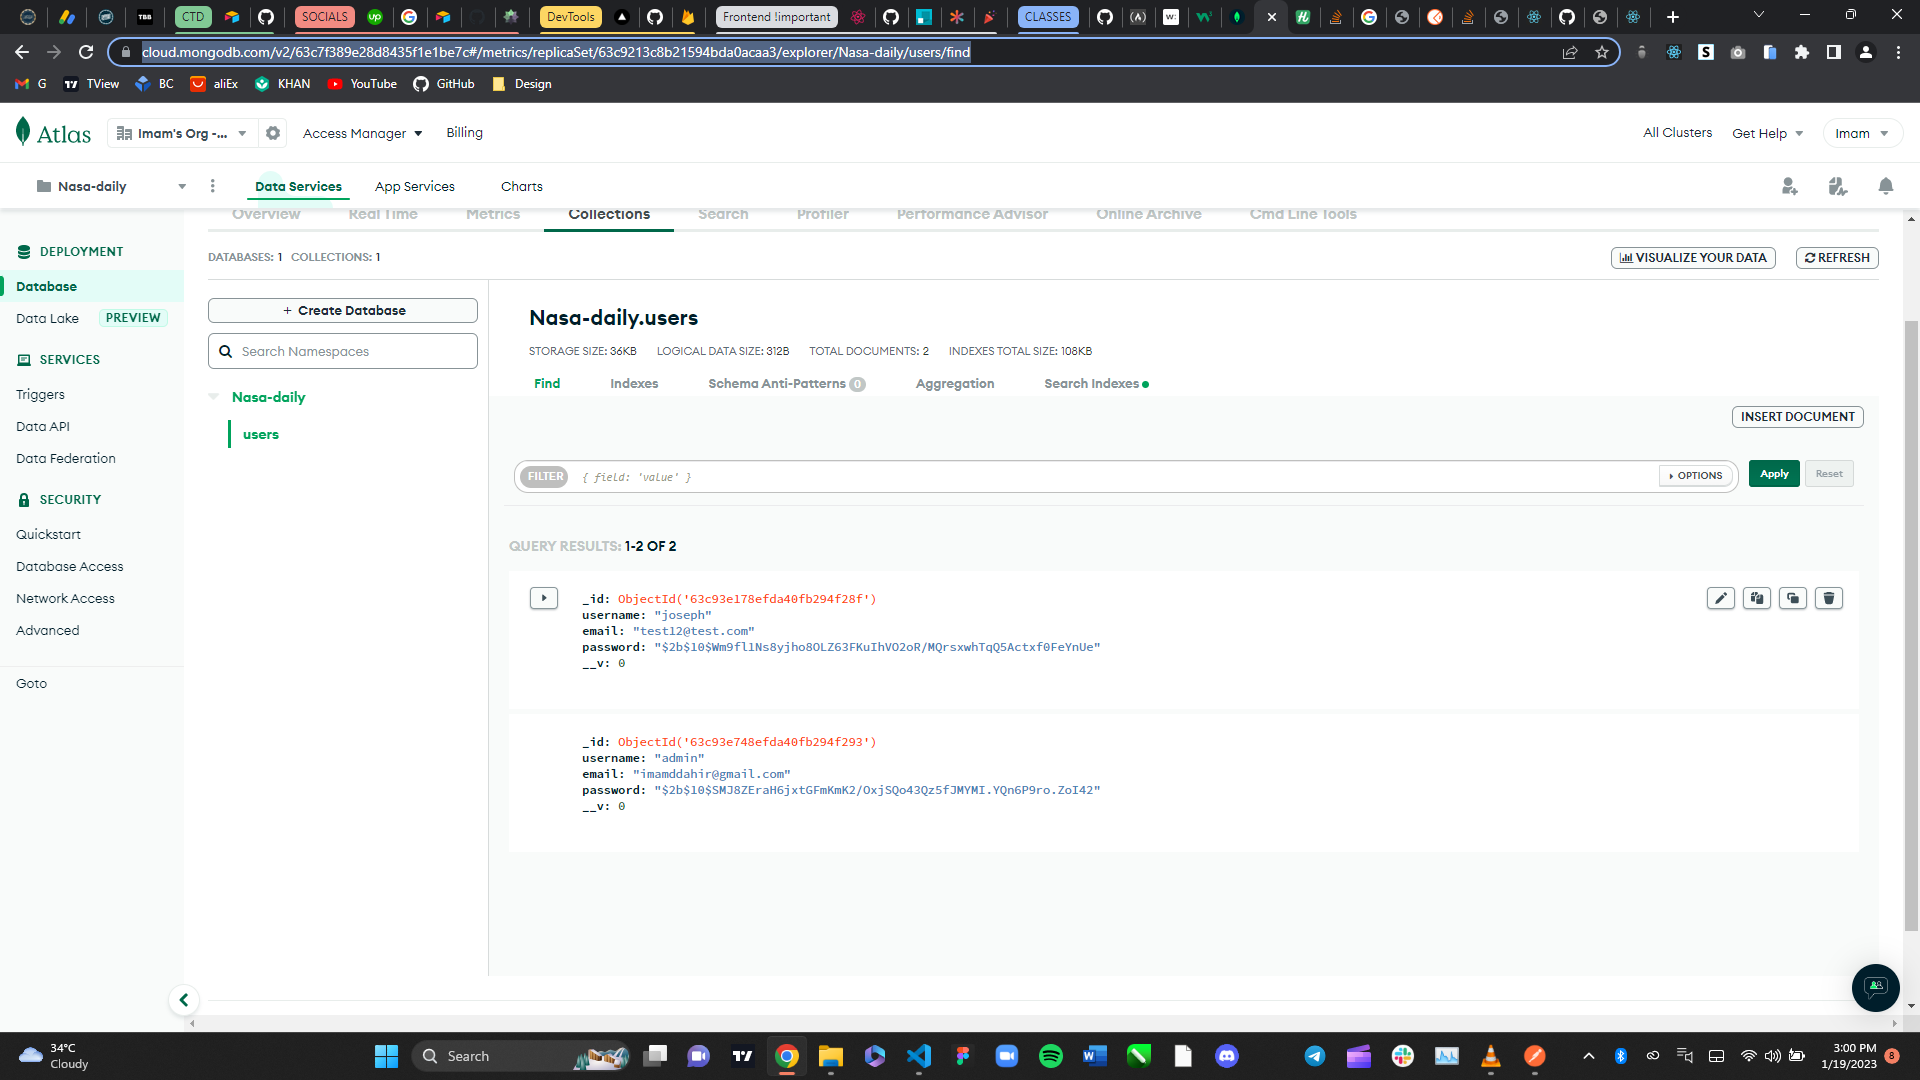 CTD
SOCIALS
DevTools
Frontend !important
CLASSES
cloud.mongodb.com/v2/63c7f389e28d8435f1e1be7c#/metrics/replicaSet/63c9213c8b21594bda0acaa3/explorer/Nasa-daily/users/find
G
TView
BC
aliEx
KHAN
YouTube
GitHub
Design
Atlas
Imam's Org -...
Access Manager
Billing
All Clusters
Get Help
Imam
Nasa-daily
Data Services
App Services
Charts
Overview
Real Time
Metrics
Collections
Search
Profiler
Performance Advisor
Online Archive
Cmd Line Tools
DEPLOYMENT
Database
Data Lake PREVIEW
SERVICES
Triggers
Data API
Data Federation
SECURITY
Quickstart
Database Access
Network Access
Advanced
Goto
DATABASES: 1 COLLECTIONS: 1
VISUALIZE YOUR DATA
REFRESH
+ Create Database
Search Namespaces
Nasa-daily
users
Nasa-daily.users
STORAGE SIZE: 36KB LOGICAL DATA SIZE: 312B TOTAL DOCUMENTS: 2 INDEXES TOTAL SIZE: 108KB
Find
Indexes
Schema Anti-Patterns 0
Aggregation
Search Indexes
INSERT DOCUMENT
FILTER { field: 'value' }
OPTIONS
Apply
Reset
QUERY RESULTS: 1-2 OF 2
_id: ObjectId('63c93e178efda40fb294f28f')
username: "joseph"
email: "test12@test.com"
password: "$2b$10$Wm9fl1Ns8yjho8OLZ63FKuIhVO2oR/MQrsxwhTqQ5Actxf0FeYnUe"
__v: 0
_id: ObjectId('63c93e748efda40fb294f293')
username: "admin"
email: "imamddahir@gmail.com"
password: "$2b$10$SMJ8ZEraH6jxtGFmKmK2/OxjSQo43Qz5fJMYMI.YQn6P9ro.ZoI42"
__v: 0
34°C
Cloudy
Search
3:00 PM
1/19/2023
8